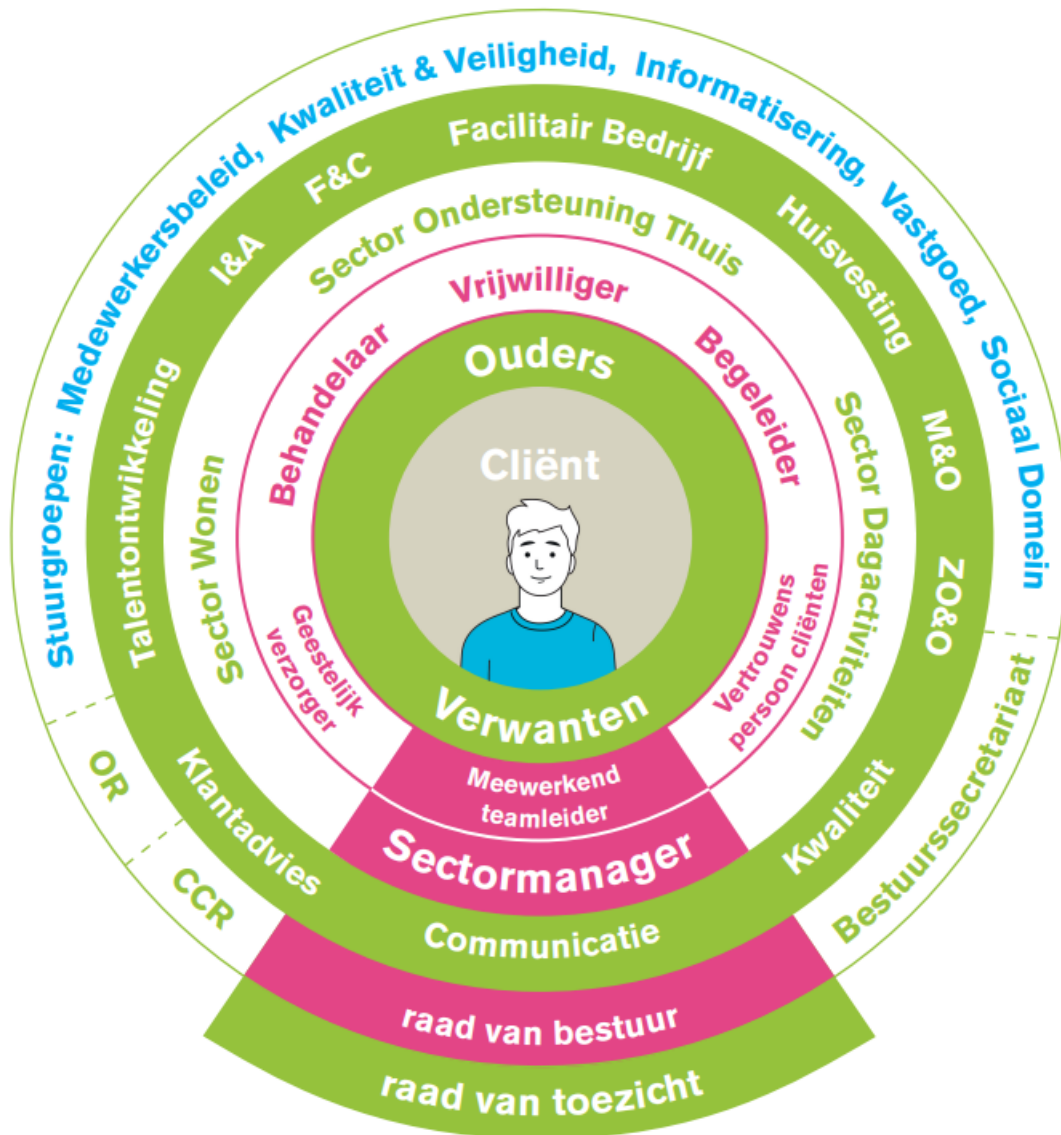 Stuurgroepen: Medewerkersbeleid, Kwaliteit & Veiligheid, Informatisering, Vastgoed, Sociaal Domein
Talentontwikkeling
I&A
F&C
Facilitair Bedrijf
Huisvesting
M&O
ZO&O
Sector Wonen
Sector Ondersteuning Thuis
Sector Dagactiviteiten
Behandelaar
Vrijwilliger
Begeleider
Ouders
Cliënt
Verwanten
Geestelijk
verzorger
Vertrouwens
persoon cliënten
Meewerkend
teamleider
Sectormanager
OR
CCR
Klantadvies
Communicatie
Kwaliteit
Bestuurssecretariaat
raad van bestuur
raad van toezicht